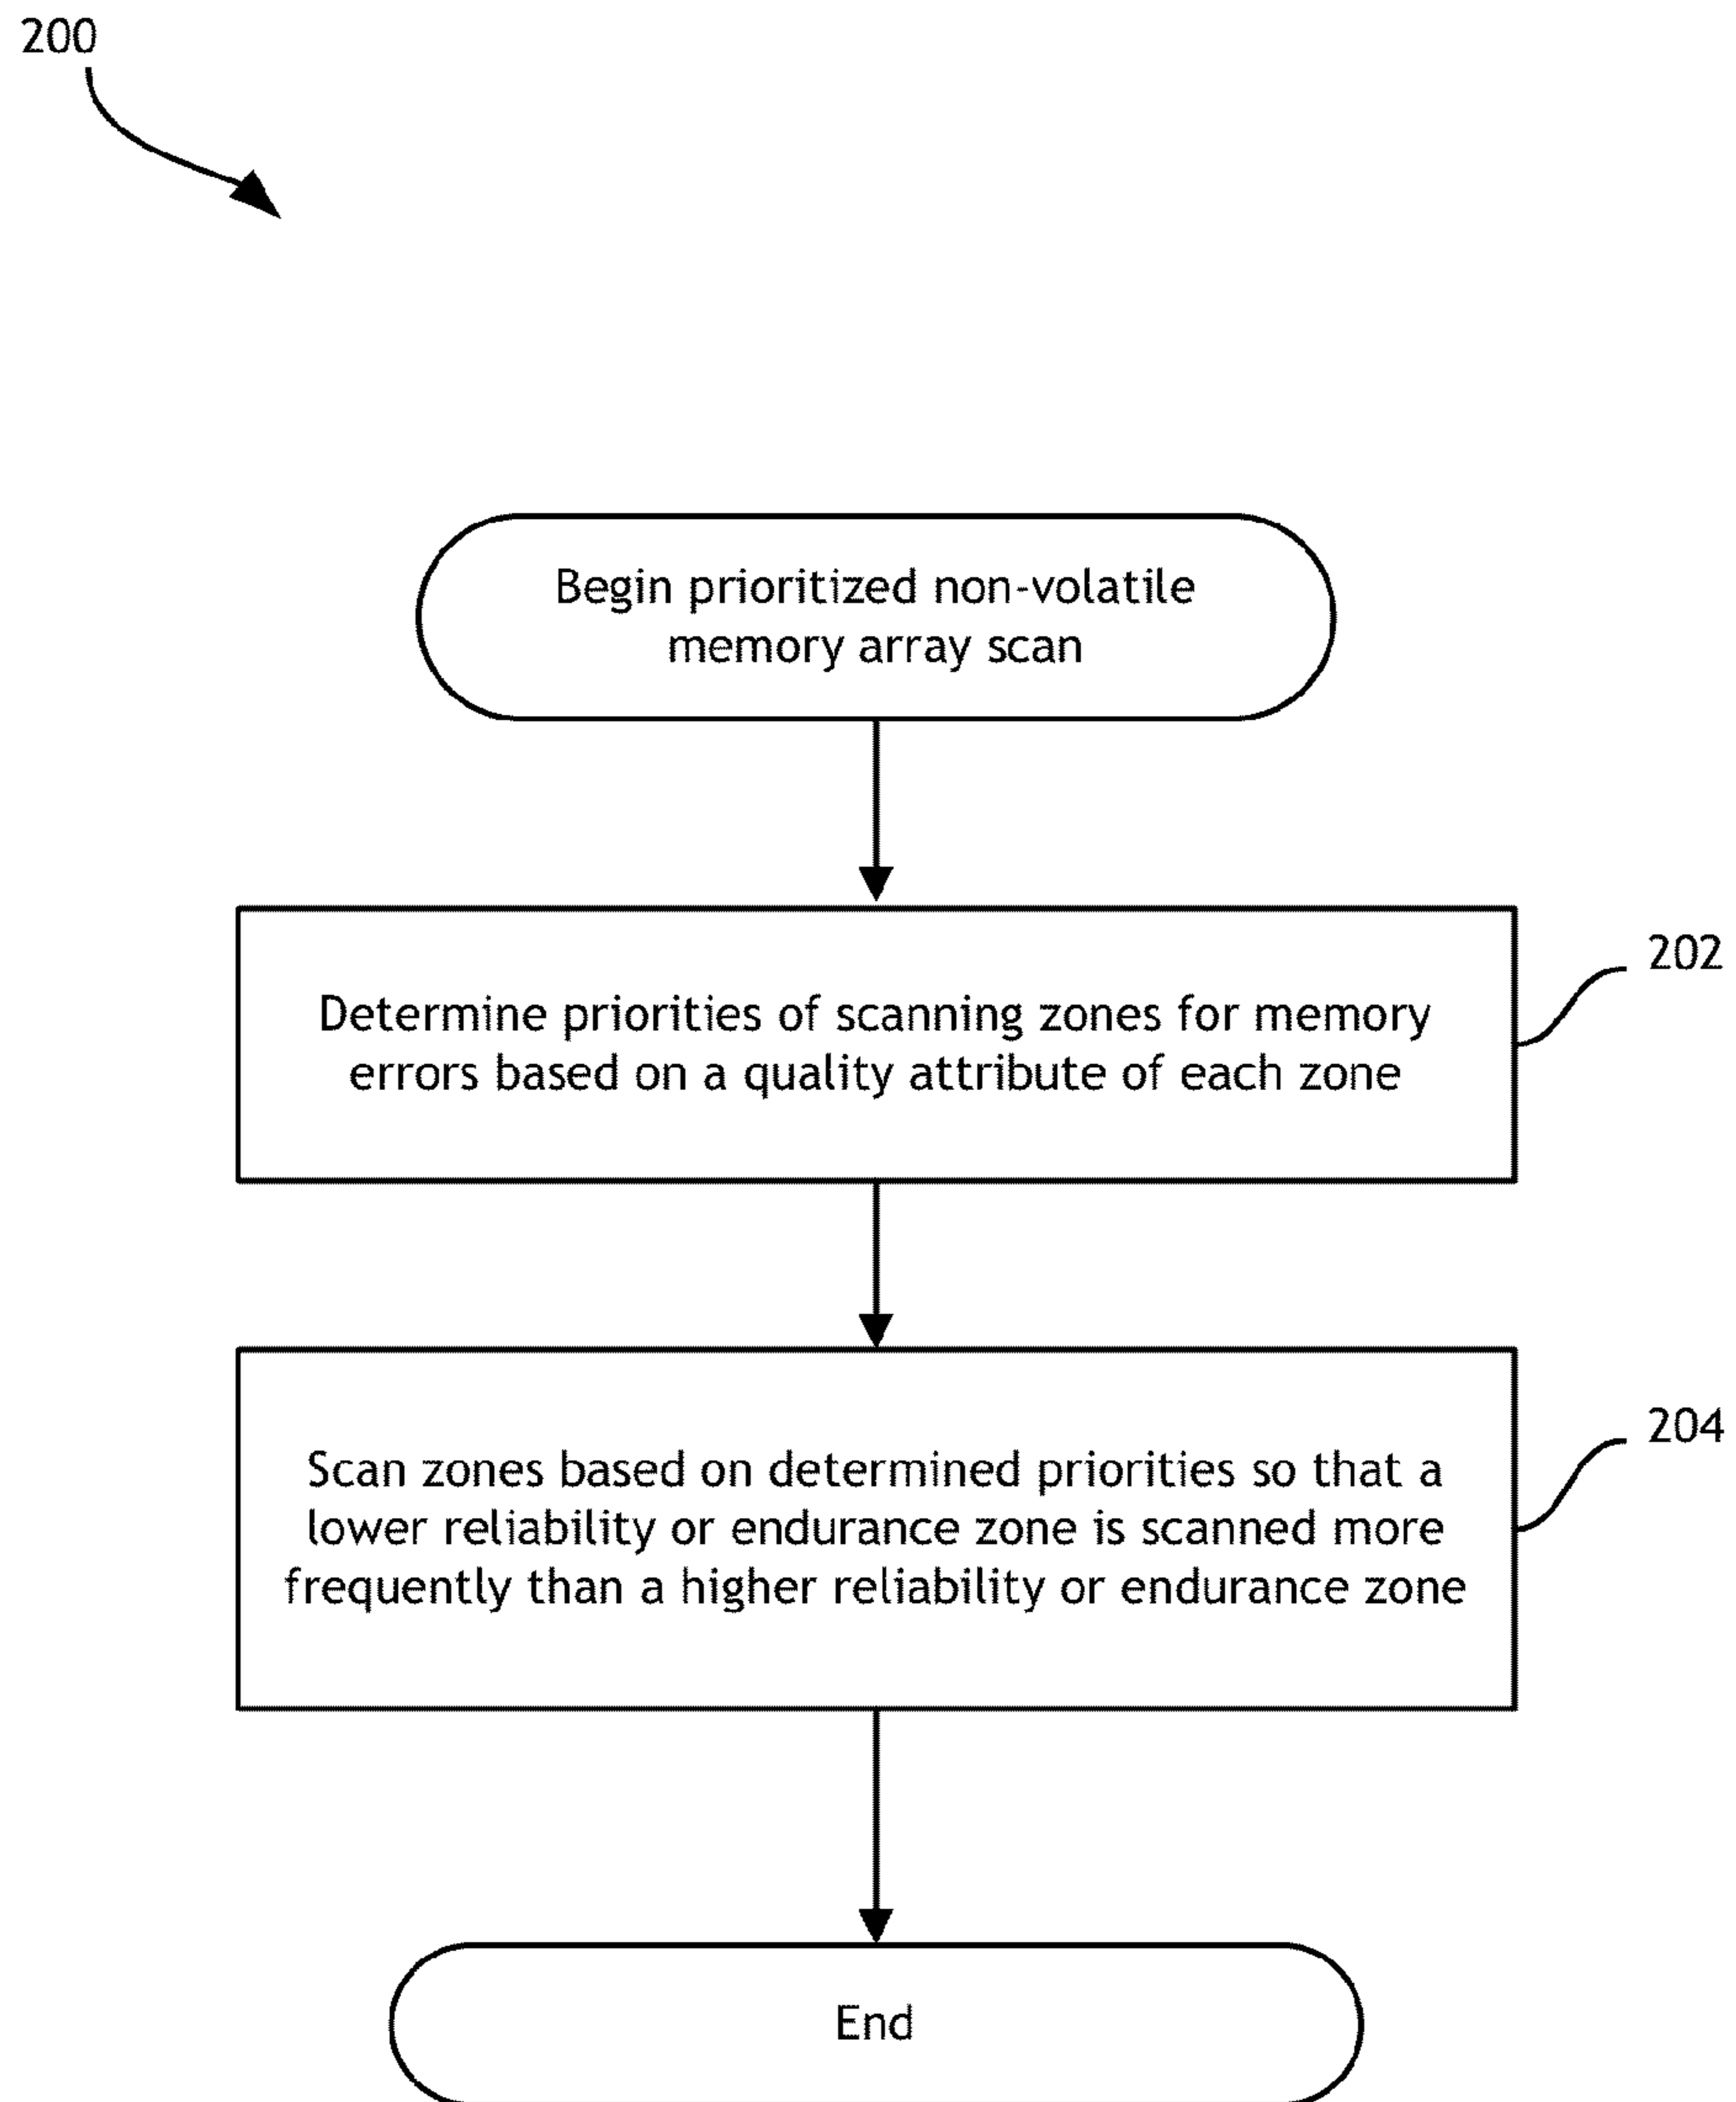 200
Begin prioritized non-volatile
memory array scan
202
Determine priorities of scanning zones for memory
errors based on a quality attribute of each zone
204
Scan zones based on determined priorities so that a
lower reliability or endurance zone is scanned more
frequently than a higher reliability or endurance zone
End